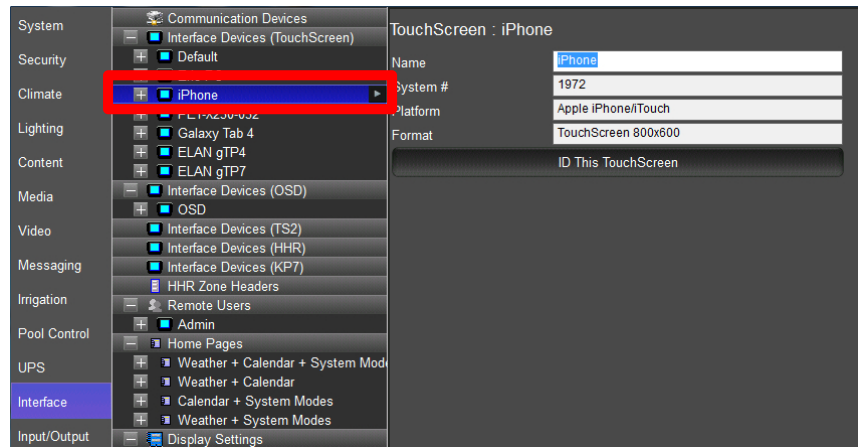 System
Security
Climate
Lighting
Content
Media
Video
Messaging
Irrigation
Pool Control
UPS
Interface
Input/Output
Communication Devices
Interface Devices (TouchScreen)
Default
iPhone
Galaxy Tab 4
ELAN gTP4
ELAN gTP7
Interface Devices (OSD)
OSD
Interface Devices (TS2)
Interface Devices (HHR)
Interface Devices (KP7)
HHR Zone Headers
Remote Users
Admin
Home Pages
Weather + Calendar + System Mode
Weather + Calendar
Calendar + System Modes
Weather + System Modes
Display Settings
TouchScreen : iPhone
Name iPhone
System # 1972
Platform Apple iPhone/iTouch
Format TouchScreen 800x600
ID This TouchScreen